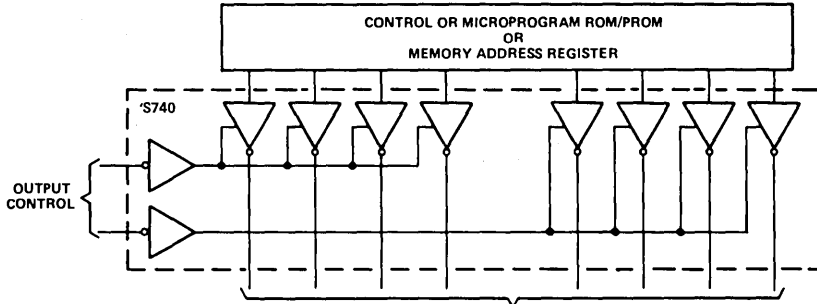 CONTROL OR MICROPROGRAM ROM/PROM
OR
MEMORY ADDRESS REGISTER
'S740
OUTPUT
CONTROL